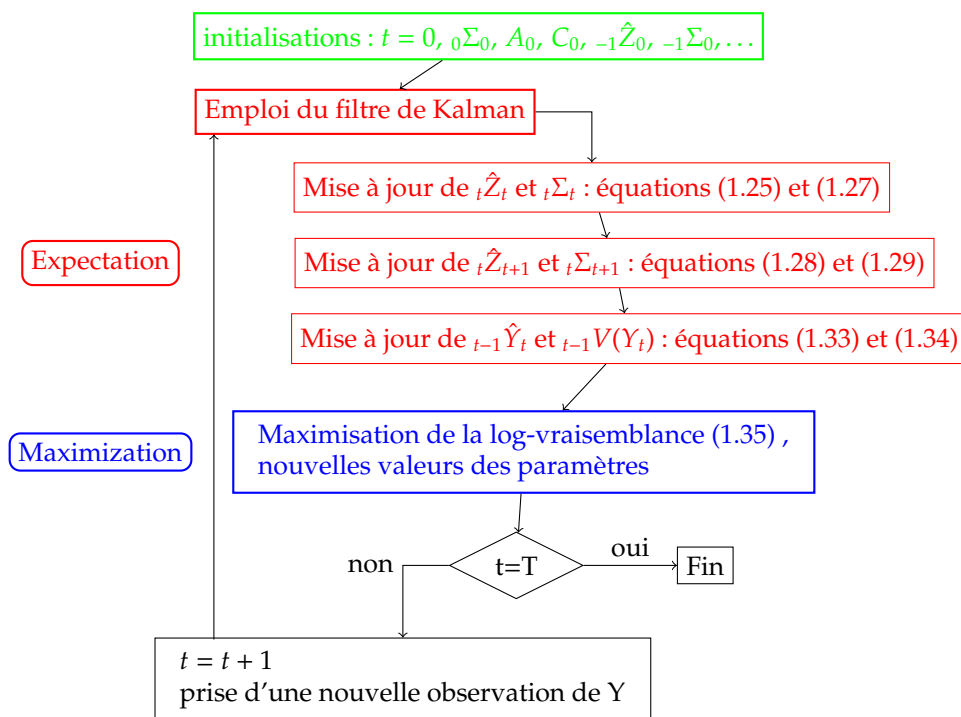 initialisations : t = 0, ₀Σ₀, A₀, C₀, ₋₁Ẑ₀, ₋₁Σ₀, …
Emploi du filtre de Kalman
Mise à jour de ₜẐₜ et ₜΣₜ : équations (1.25) et (1.27)
Expectation
Mise à jour de ₜẐₜ₊₁ et ₜΣₜ₊₁ : équations (1.28) et (1.29)
Mise à jour de ₜ₋₁Ŷₜ et ₜ₋₁V(Yₜ) : équations (1.33) et (1.34)
Maximization
Maximisation de la log-vraisemblance (1.35) ,
nouvelles valeurs des paramètres
non
t=T
oui
Fin
t = t + 1
prise d'une nouvelle observation de Y